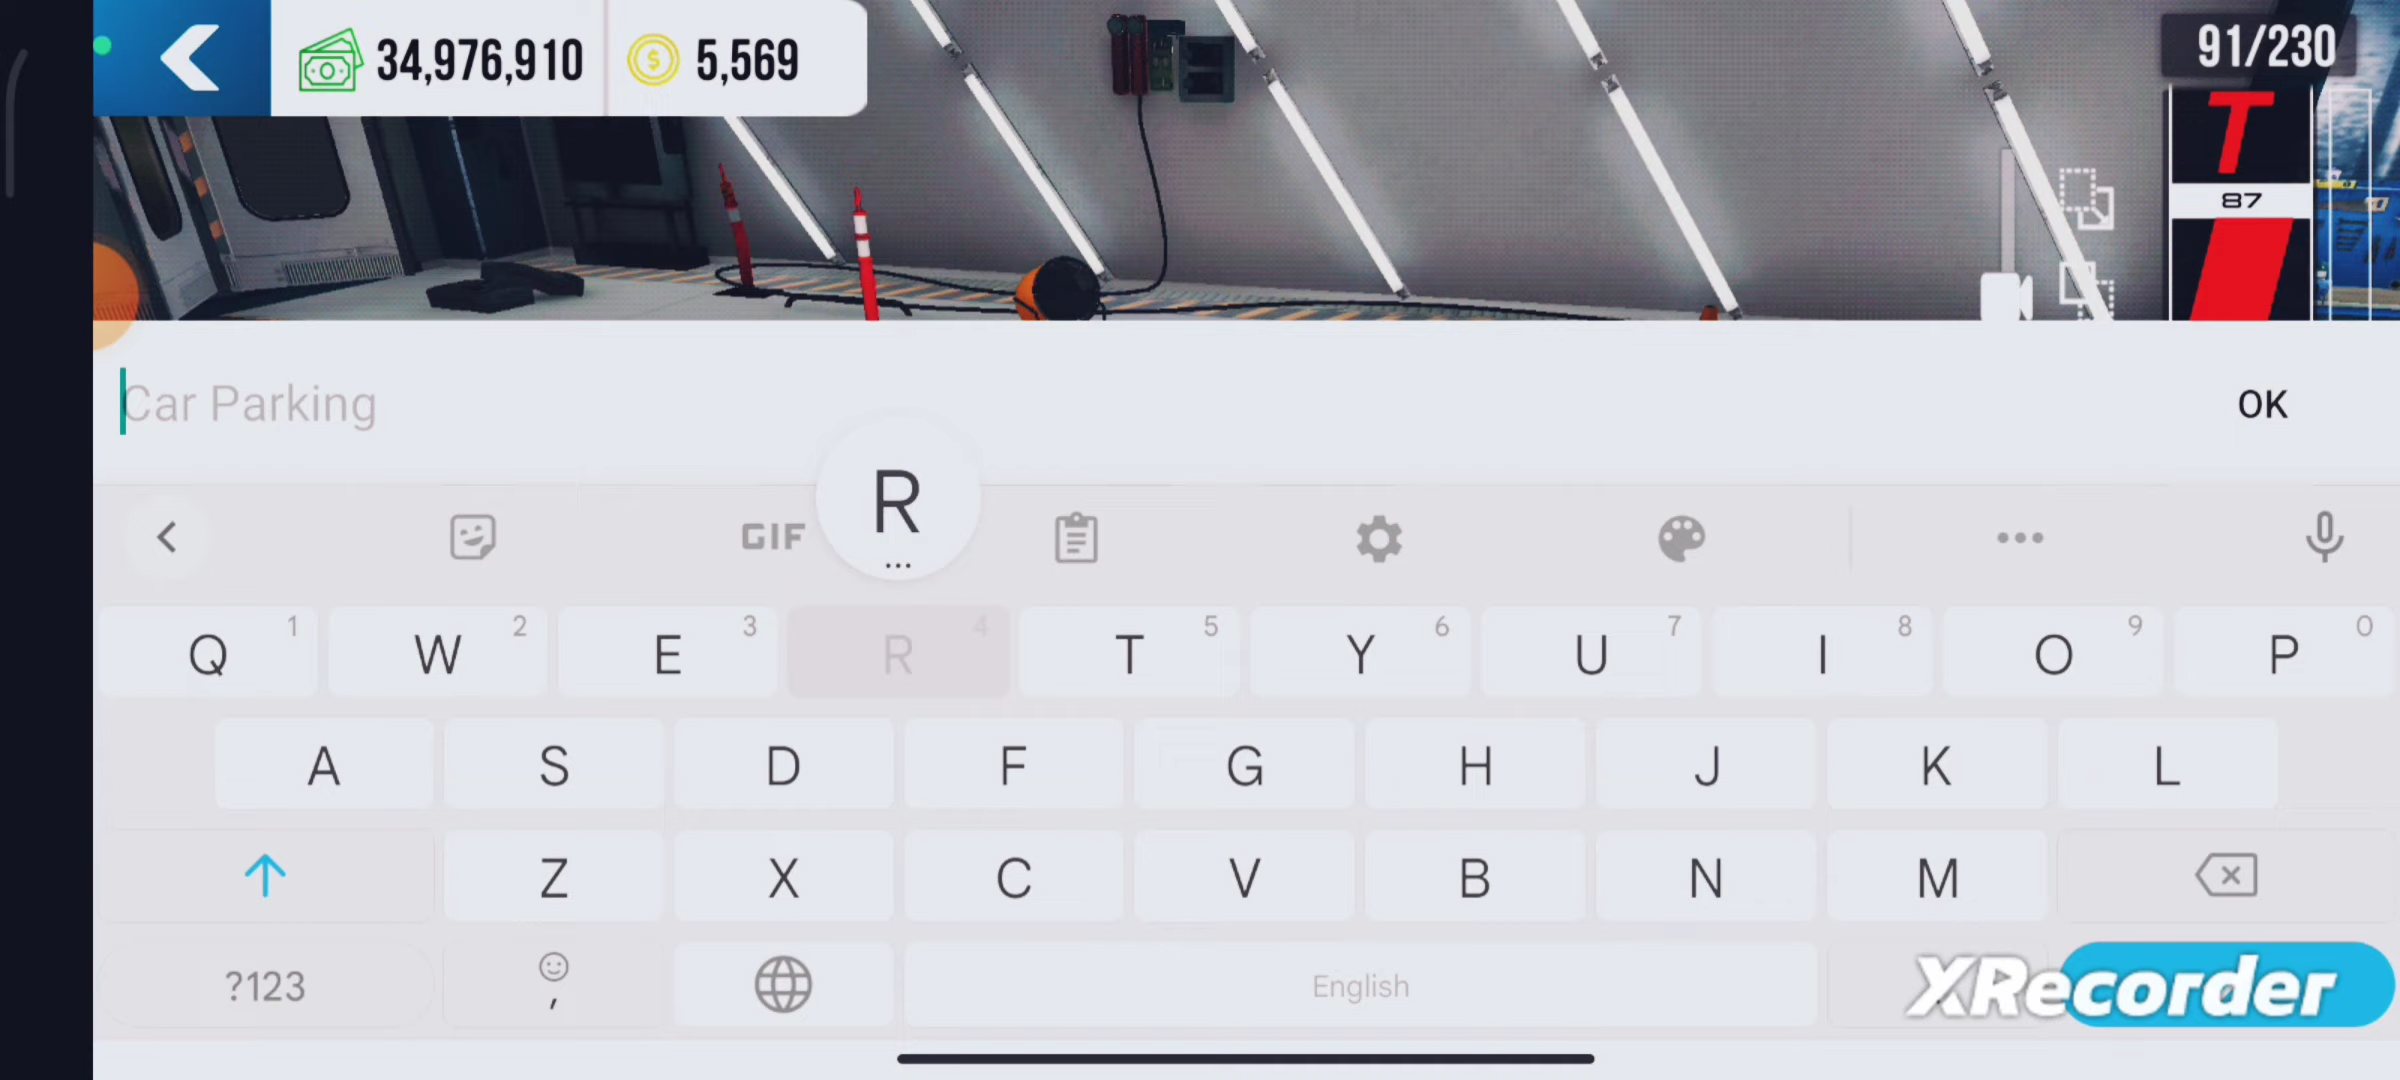 34,976,910 5,569 91/230
T
87
Car Parking OK
R
...
GIF
Q 1 W 2 E 3 R 4 T 5 Y 6 U 7 I 8 O 9 P 0
A S D F G H J K L
Z X C V B N M
?123 , English
XRecorder